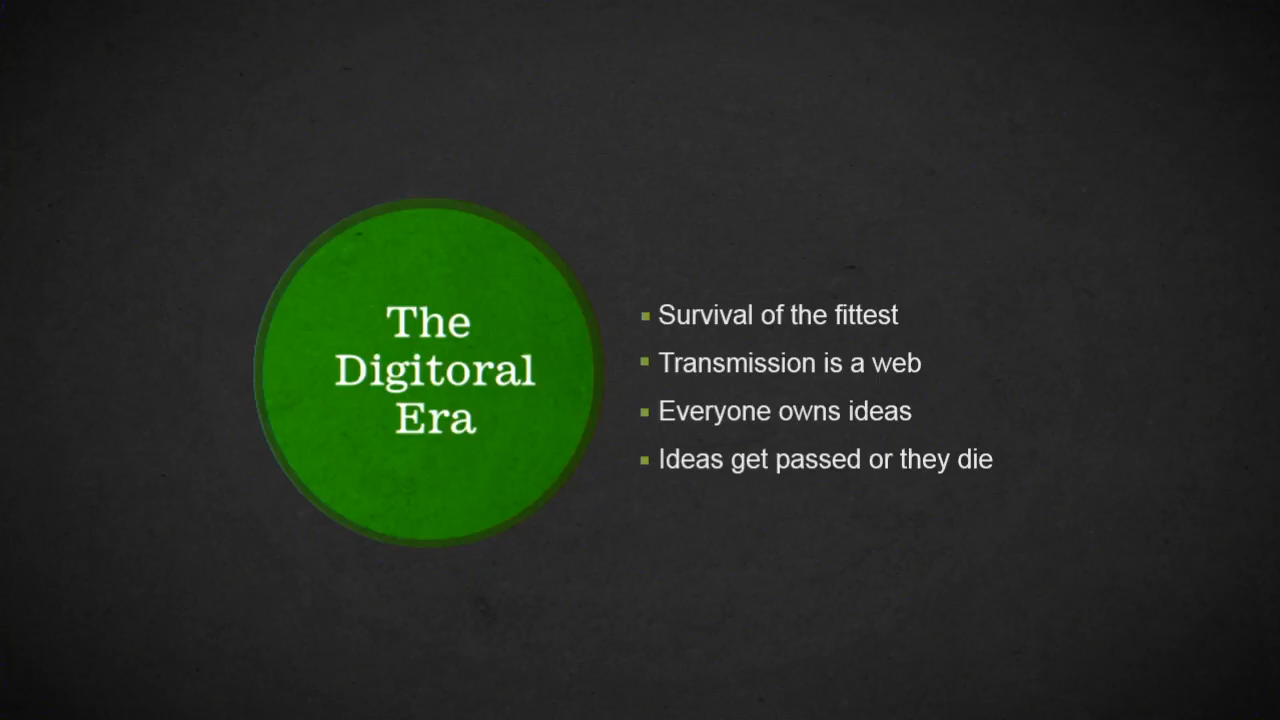 The
Digitoral
Era
Survival of the fittest
Transmission is a web
Everyone owns ideas
Ideas get passed or they die